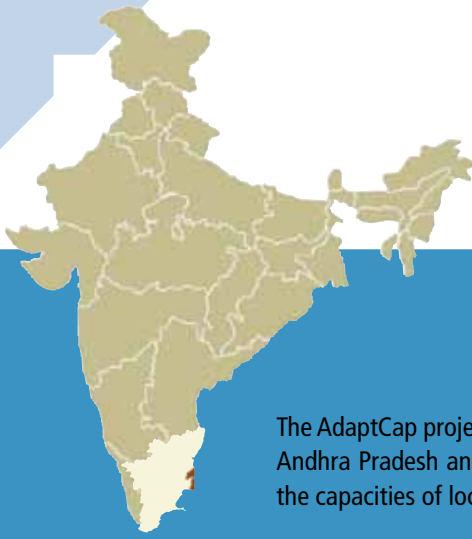 The AdaptCap proje
Andhra Pradesh an
the capacities of loc